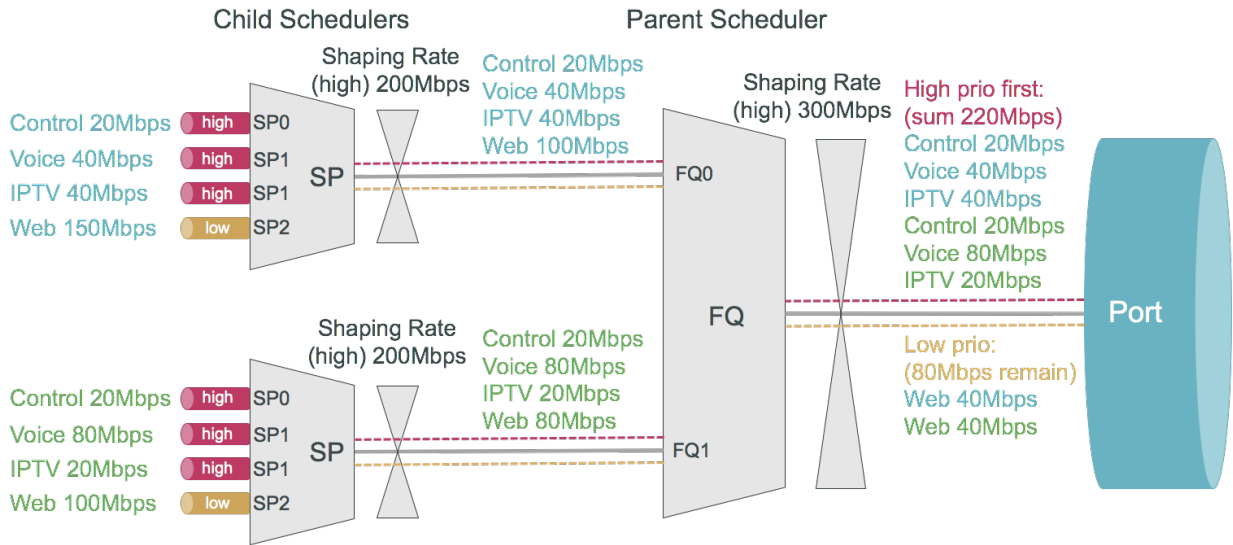 Child Schedulers
Parent Scheduler
Shaping Rate
(high) 200Mbps
Control 20Mbps
Voice 40Mbps
IPTV 40Mbps
Web 150Mbps
high
high
high
low
SP0
SP1
SP1
SP2
SP
Control 20Mbps
Voice 40Mbps
IPTV 40Mbps
Web 100Mbps
Shaping Rate
(high) 200Mbps
Control 20Mbps
Voice 80Mbps
IPTV 20Mbps
Web 100Mbps
high
high
high
low
SP0
SP1
SP1
SP2
SP
Control 20Mbps
Voice 80Mbps
IPTV 20Mbps
Web 80Mbps
FQ0
FQ1
FQ
Shaping Rate
(high) 300Mbps
High prio first:
(sum 220Mbps)
Control 20Mbps
Voice 40Mbps
IPTV 40Mbps
Control 20Mbps
Voice 80Mbps
IPTV 20Mbps
Low prio:
(80Mbps remain)
Web 40Mbps
Web 40Mbps
Port